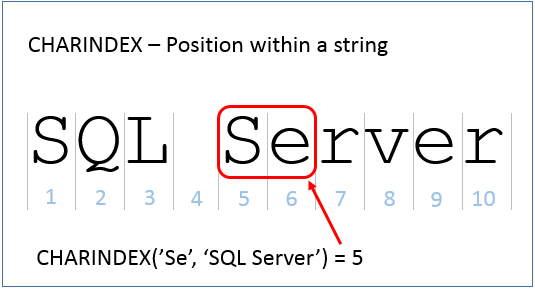 CHARINDEX – Position within a string
SQL Server
1 2 3 4 5 6 7 8 9 10
CHARINDEX(’Se’, ‘SQL Server’) = 5